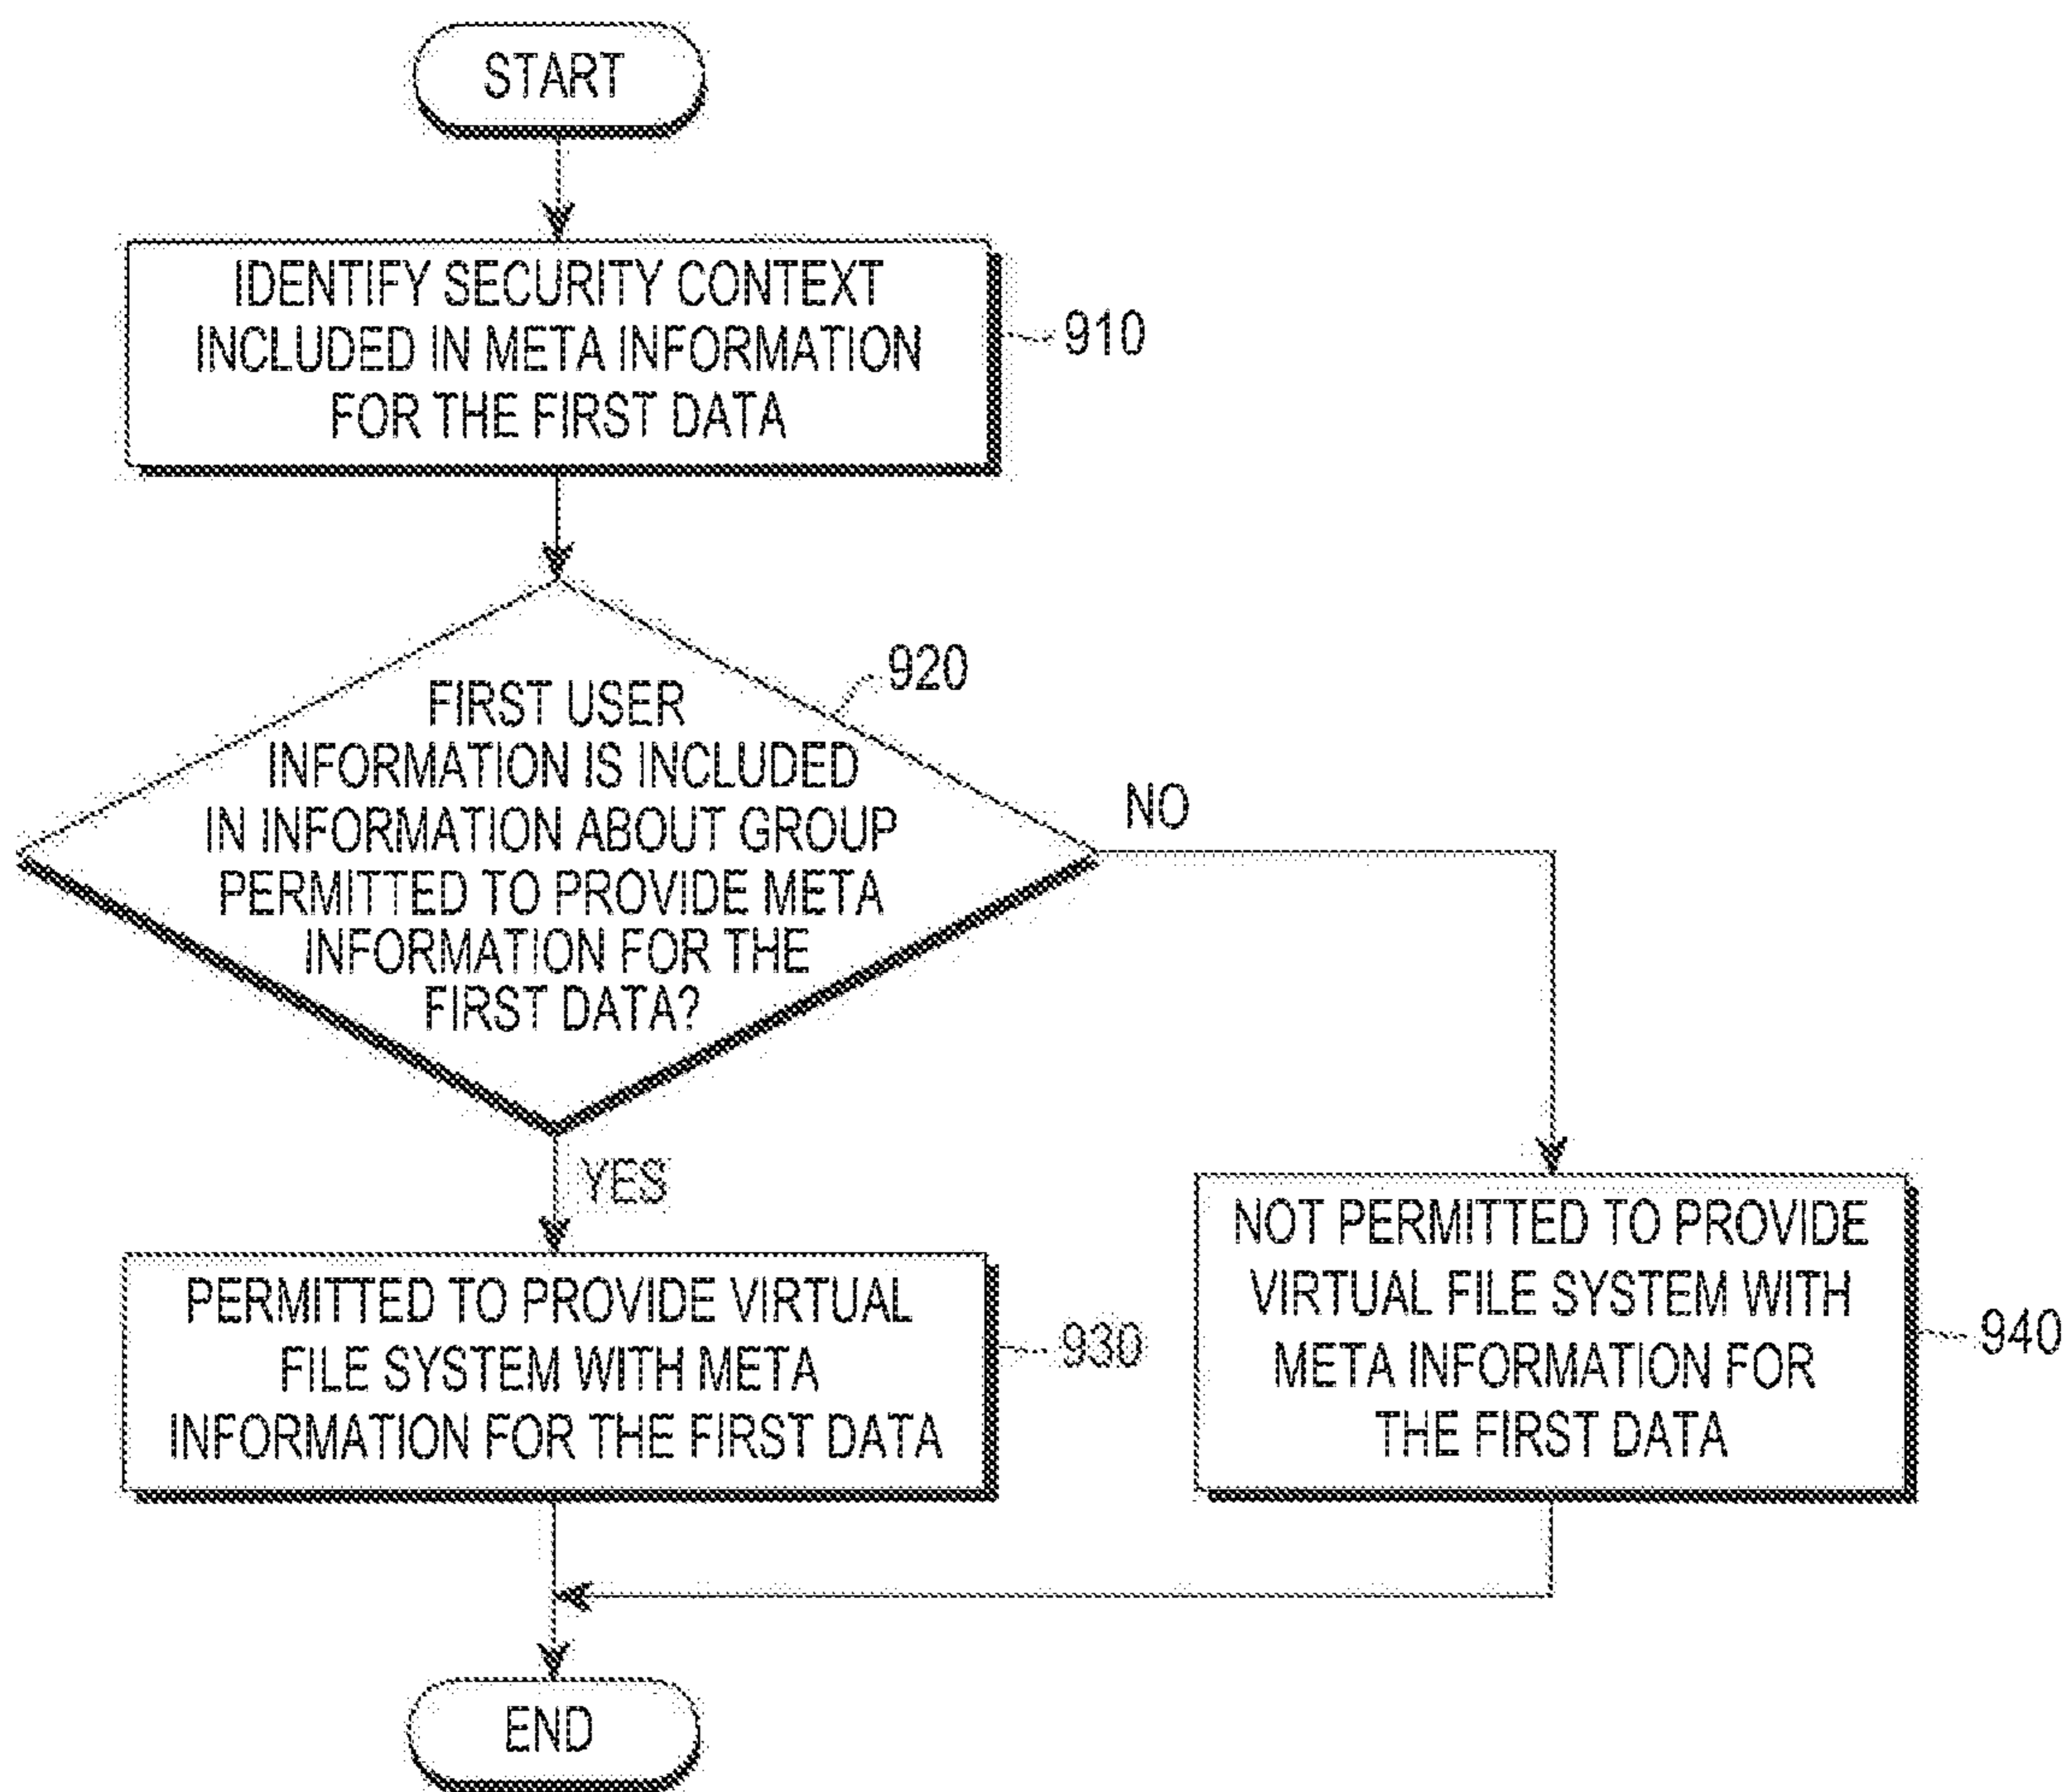 START
IDENTIFY SECURITY CONTEXT
INCLUDED IN META INFORMATION
FOR THE FIRST DATA
910
920
FIRST USER
INFORMATION IS INCLUDED
IN INFORMATION ABOUT GROUP
PERMITTED TO PROVIDE META
INFORMATION FOR THE
FIRST DATA?
NO
YES
PERMITTED TO PROVIDE VIRTUAL
FILE SYSTEM WITH META
INFORMATION FOR THE FIRST DATA
930
NOT PERMITTED TO PROVIDE
VIRTUAL FILE SYSTEM WITH
META INFORMATION FOR
THE FIRST DATA
940
END